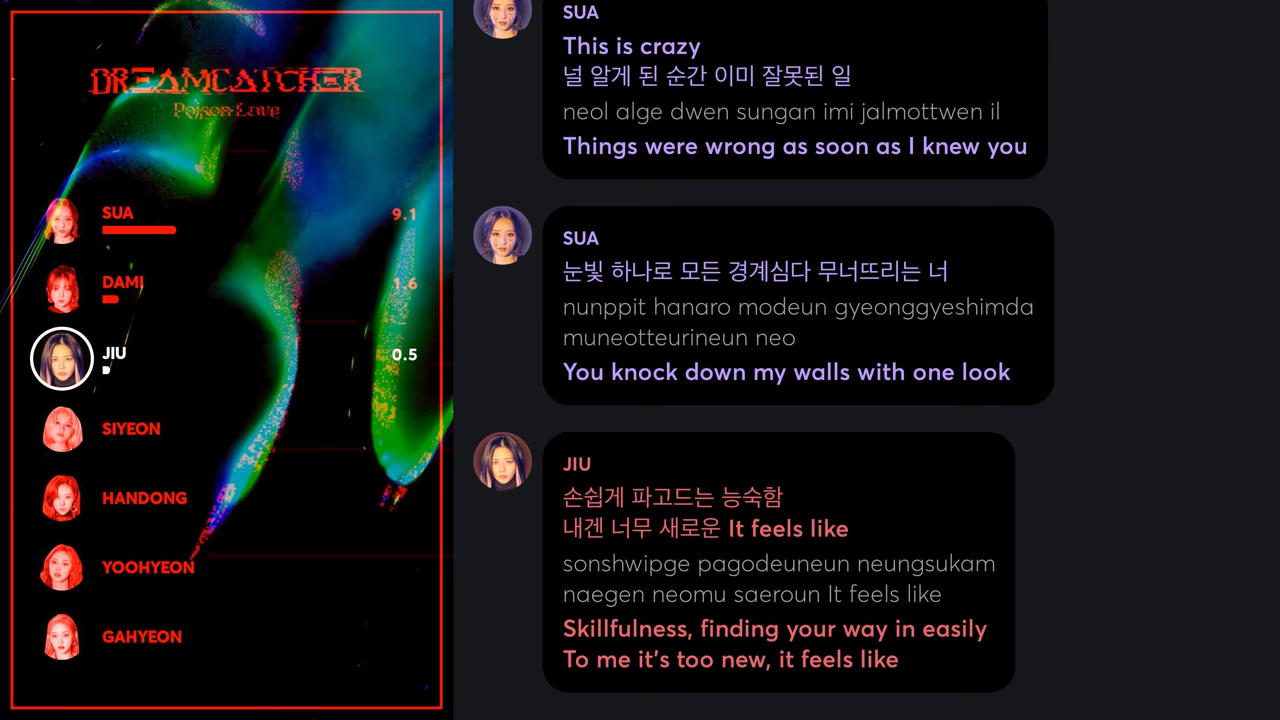 DREAMCATCHER
Poison Love
SUA
9.1
DAMI
1.6
JIU
0.5
SIYEON
HANDONG
YOOHYEON
GAHYEON
SUA
This is crazy
널 알게 된 순간 이미 잘못된 일
neol alge dwen sungan imi jalmottwen il
Things were wrong as soon as I knew you
SUA
눈빛 하나로 모든 경계심다 무너뜨리는 너
nunppit hanaro modeun gyeonggyeshimda
muneotteurineun neo
You knock down my walls with one look
JIU
손쉽게 파고드는 능숙함
내겐 너무 새로운 It feels like
sonshwipge pagodeuneun neungsukam
naegen neomu saeroun It feels like
Skillfulness, finding your way in easily
To me it's too new, it feels like